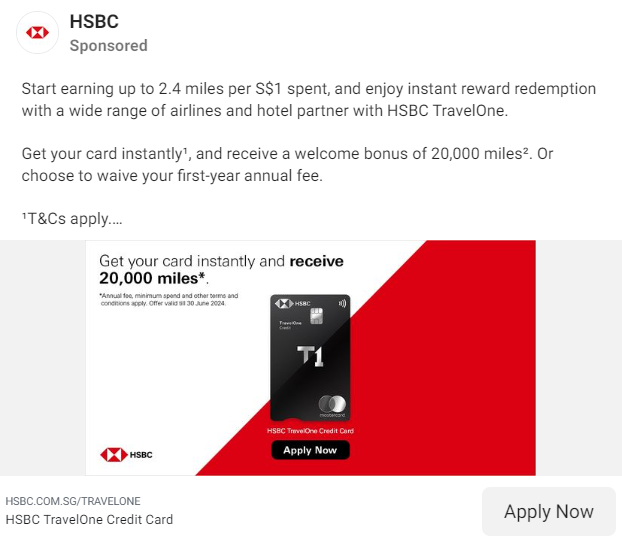 HSBC
Sponsored
Start earning up to 2.4 miles per S$1 spent, and enjoy instant reward redemption
with a wide range of airlines and hotel partner with HSBC TravelOne.
Get your card instantly¹, and receive a welcome bonus of 20,000 miles². Or
choose to waive your first-year annual fee.
¹T&Cs apply....
Get your card instantly and receive
20,000 miles*.
*Annual fee, minimum spend and other terms and
conditions apply. Offer valid till 30 June 2024.
HSBC
TravelOne
Credit
T1
mastercard
HSBC TravelOne Credit Card
Apply Now
HSBC
HSBC.COM.SG/TRAVELONE
HSBC TravelOne Credit Card
Apply Now